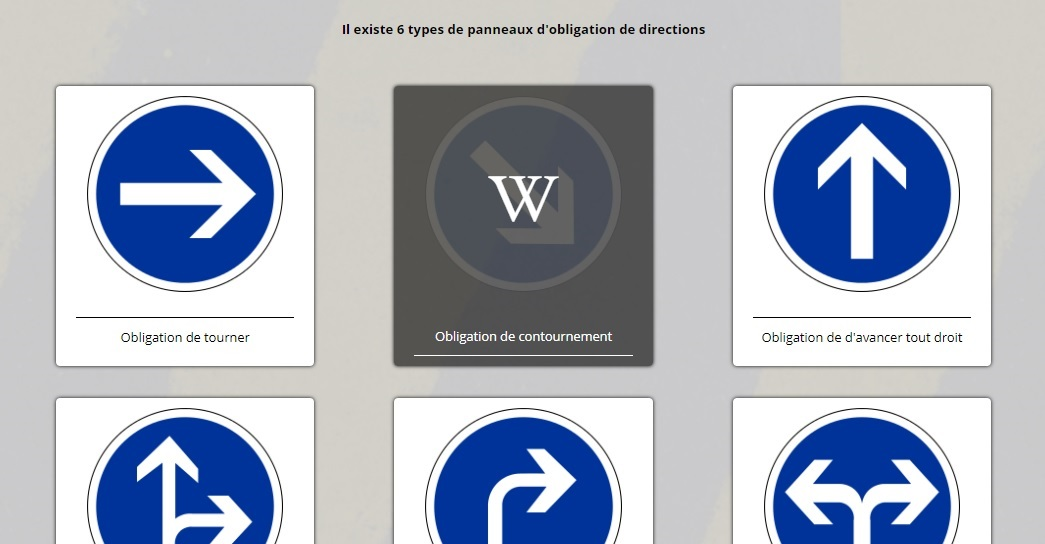 Il existe 6 types de panneaux d'obligation de directions
W
Obligation de tourner
Obligation de contournement
Obligation de d'avancer tout droit